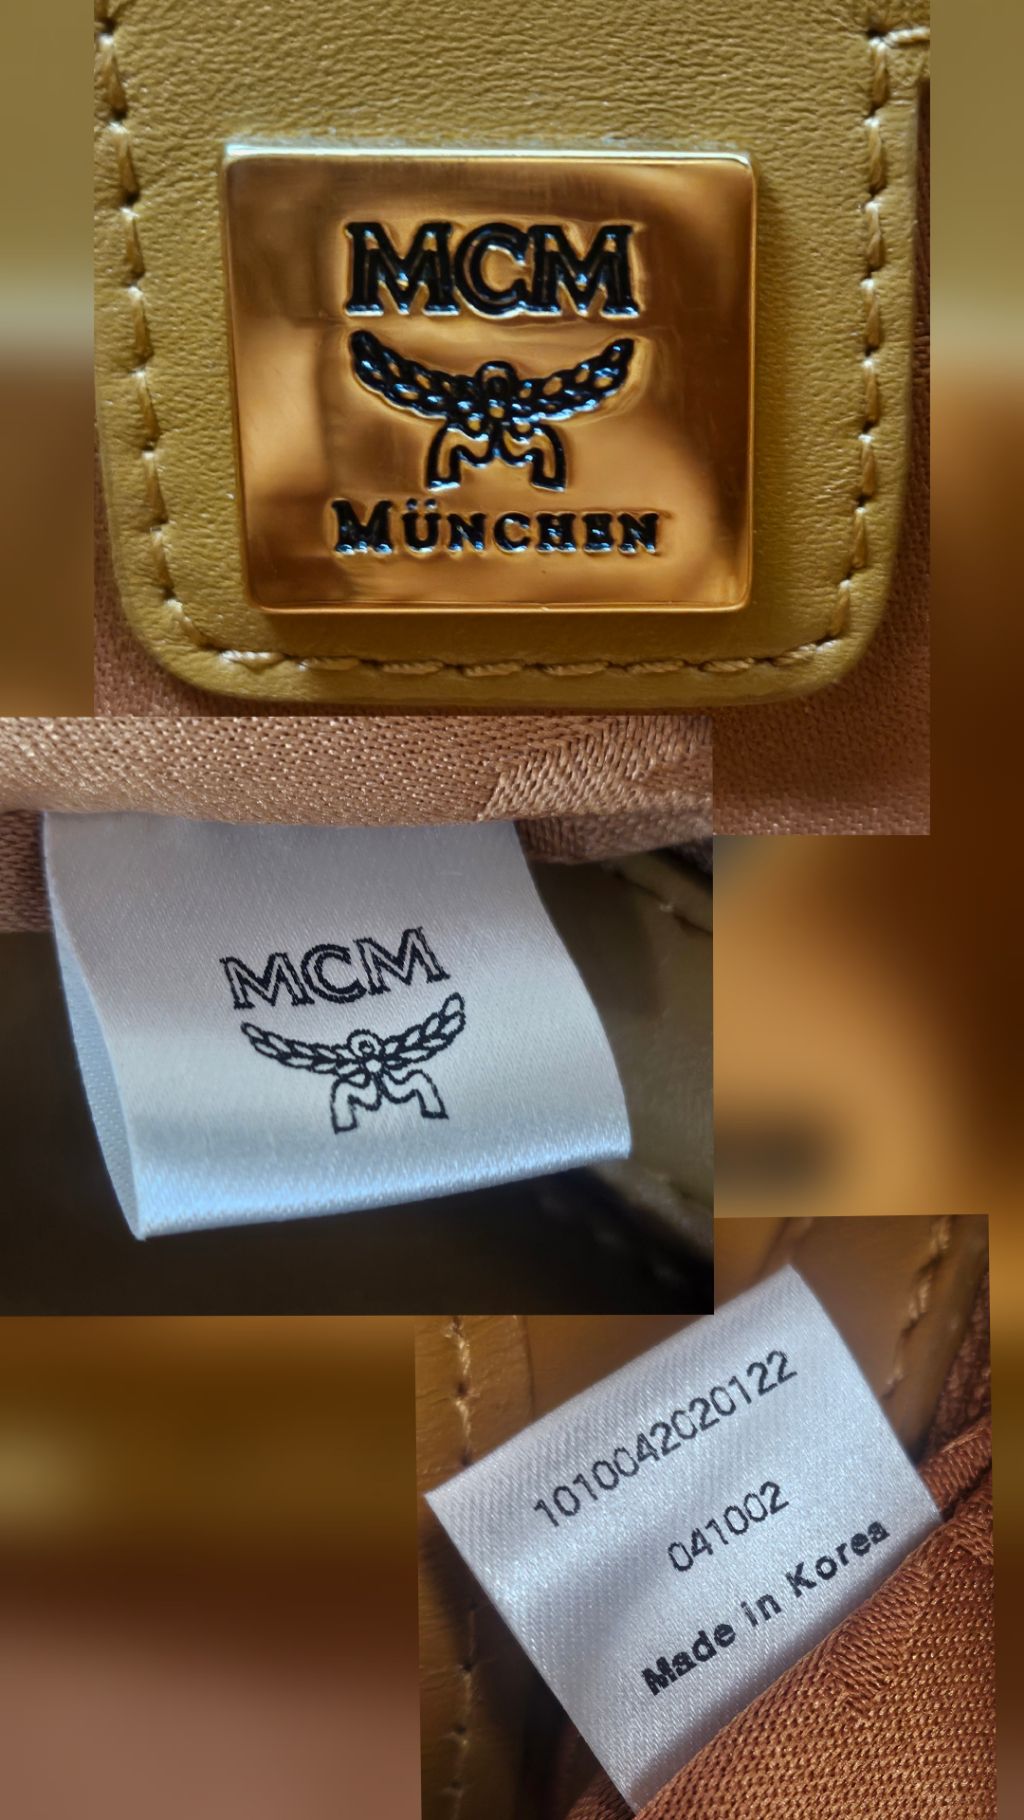 MCM
MÜNCHEN
MCM
1010042020122
041002
Made in Korea